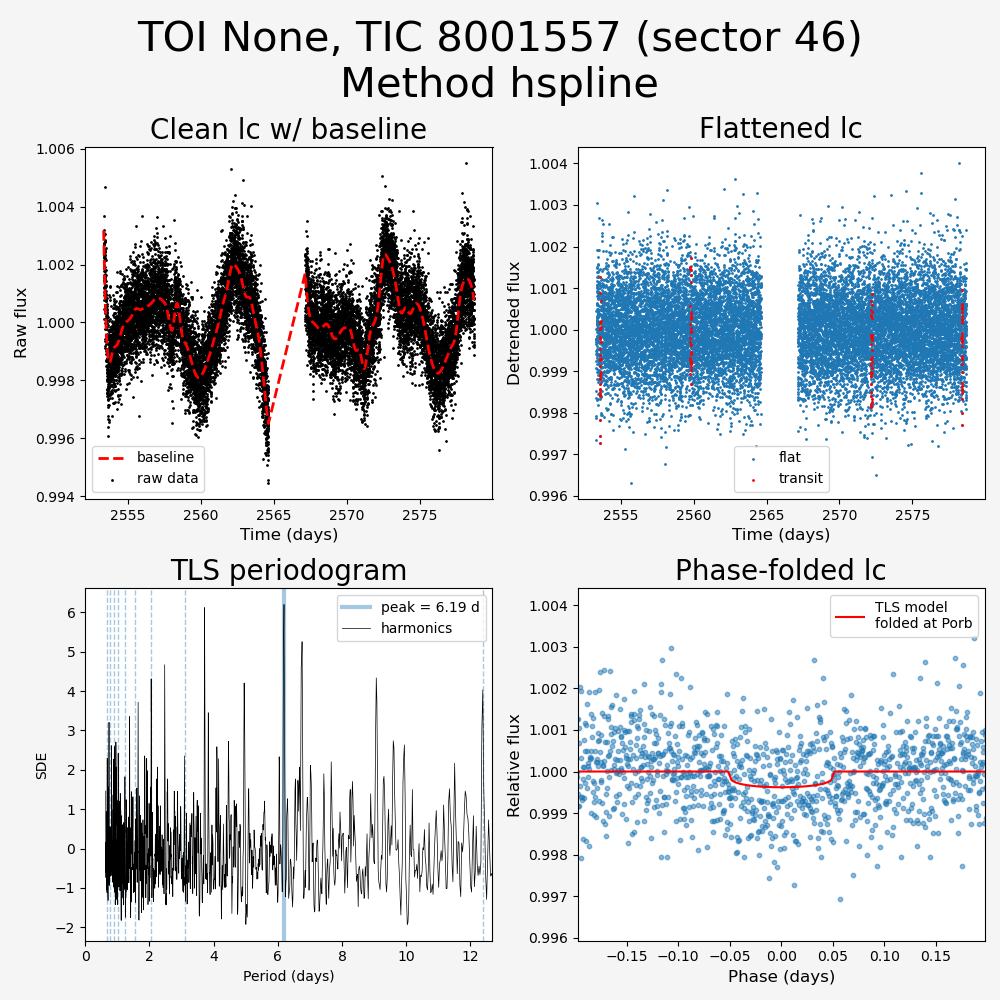 TOI None, TIC 8001557 (sector 46)
Method hspline
Clean lc w/ baseline
Raw flux
1.006
1.004
1.002
1.000
0.998
0.996
0.994
baseline
raw data
2555
2560
2565
2570
2575
Time (days)
Flattened lc
Detrended flux
1.004
1.003
1.002
1.001
1.000
0.999
0.998
0.997
0.996
flat
transit
2555
2560
2565
2570
2575
Time (days)
TLS periodogram
SDE
6
5
4
3
2
1
0
−1
−2
peak = 6.19 d
harmonics
0
2
4
6
8
10
12
Period (days)
Phase-folded lc
Relative flux
1.004
1.003
1.002
1.001
1.000
0.999
0.998
0.997
0.996
TLS model
folded at Porb
−0.15
−0.10
−0.05
0.00
0.05
0.10
0.15
Phase (days)